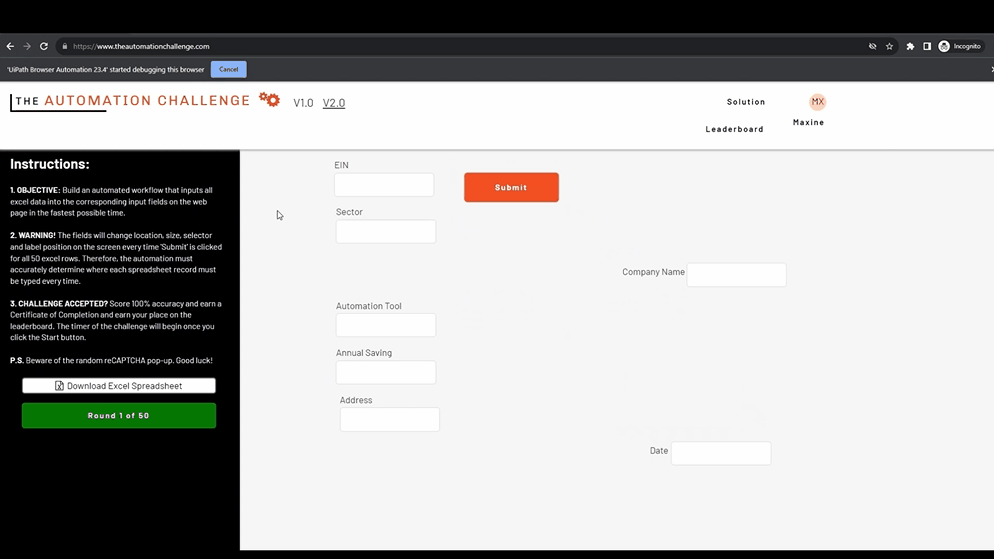 https://www.theautomationchallenge.com
Incognito
'UiPath Browser Automation 23.4' started debugging this browser
Cancel
THE AUTOMATION CHALLENGE
V1.0 V2.0
Solution
Leaderboard
MX
Maxine
Instructions:
1. OBJECTIVE: Build an automated workflow that inputs all
excel data into the corresponding input fields on the web
page in the fastest possible time.
2. WARNING! The fields will change location, size, selector
and label position on the screen every time 'Submit' is clicked
for all 50 excel rows. Therefore, the automation must
accurately determine where each spreadsheet record must
be typed every time.
3. CHALLENGE ACCEPTED? Score 100% accuracy and earn a
Certificate of Completion and earn your place on the
leaderboard. The timer of the challenge will begin once you
click the Start button.
P.S. Beware of the random reCAPTCHA pop-up. Good luck!
Download Excel Spreadsheet
Round 1 of 50
EIN
Submit
Sector
Company Name
Automation Tool
Annual Saving
Address
Date